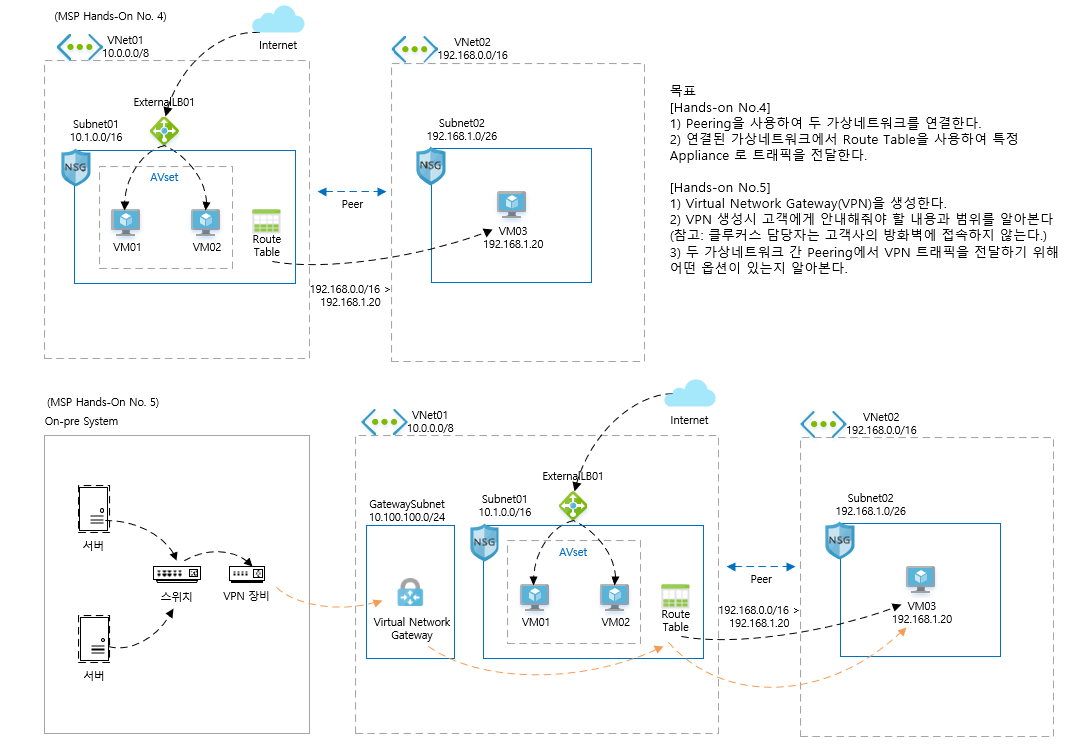 (MSP Hands-On No. 4)
VNet01
10.0.0.0/8
Internet
ExternalLB01
Subnet01
10.1.0.0/16
NSG
AVset
VM01
VM02
Route
Table
Peer
192.168.0.0/16 >
192.168.1.20
VNet02
192.168.0.0/16
Subnet02
192.168.1.0/26
NSG
VM03
192.168.1.20
목표
[Hands-on No.4]
1) Peering을 사용하여 두 가상네트워크를 연결한다.
2) 연결된 가상네트워크에서 Route Table을 사용하여 특정
Appliance 로 트래픽을 전달한다.
[Hands-on No.5]
1) Virtual Network Gateway(VPN)을 생성한다.
2) VPN 생성시 고객에게 안내해줘야 할 내용과 범위를 알아본다
(참고: 클루커스 담당자는 고객사의 방화벽에 접속하지 않는다.)
3) 두 가상네트워크 간 Peering에서 VPN 트래픽을 전달하기 위해
어떤 옵션이 있는지 알아본다.
(MSP Hands-On No. 5)
On-pre System
서버
스위치
VPN 장비
서버
VNet01
10.0.0.0/8
Internet
ExternalLB01
GatewaySubnet
10.100.100.0/24
Virtual Network
Gateway
Subnet01
10.1.0.0/16
NSG
AVset
VM01
VM02
Route
Table
Peer
192.168.0.0/16 >
192.168.1.20
VNet02
192.168.0.0/16
Subnet02
192.168.1.0/26
NSG
VM03
192.168.1.20